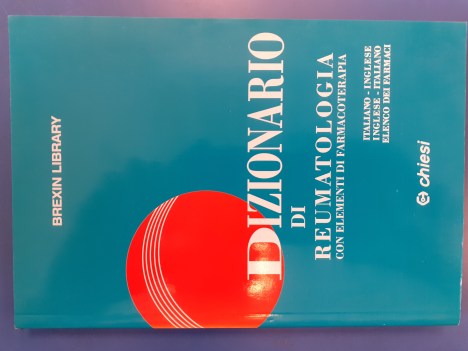 BREXIN LIBRARY
DIZIONARIO
DI
REUMATOLOGIA
CON ELEMENTI DI FARMACOTERAPIA
ITALIANO - INGLESE
INGLESE - ITALIANO
ELENCO DEI FARMACI
chiesi